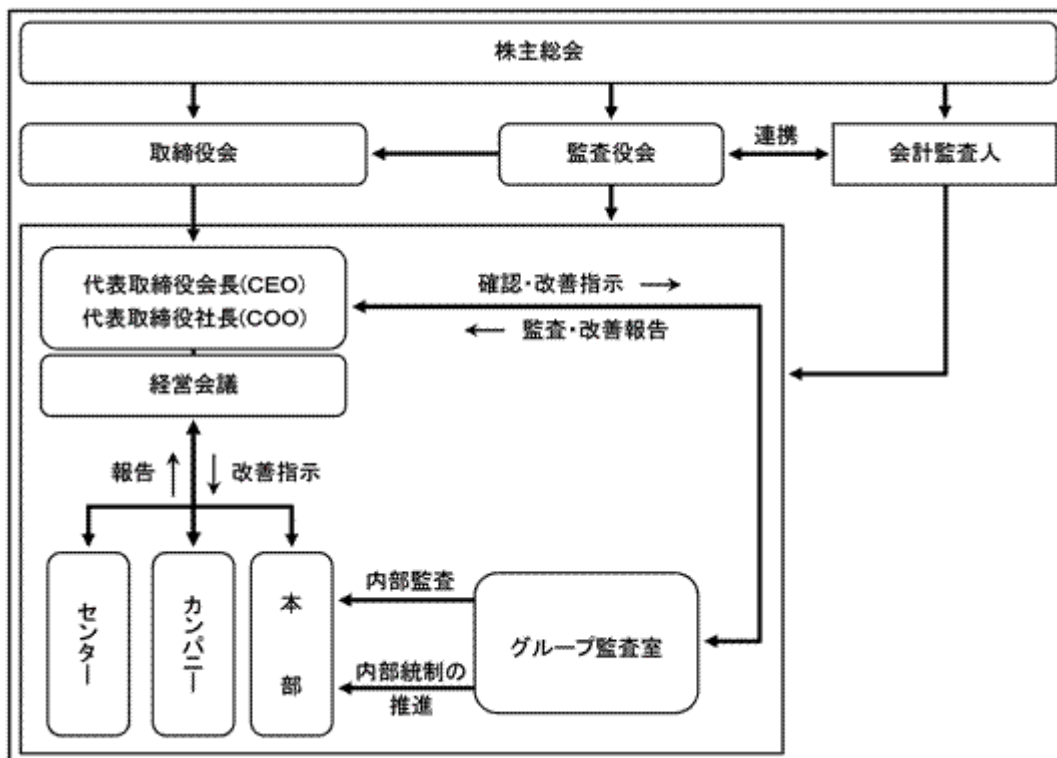 株主総会
取締役会
監査役会
連携
会計監査人
代表取締役会長(CEO)
代表取締役社長(COO)
経営会議
確認・改善指示 →
← 監査・改善報告
報告
改善指示
センター
カンパニー
本部
内部監査
内部統制の
推進
グループ監査室